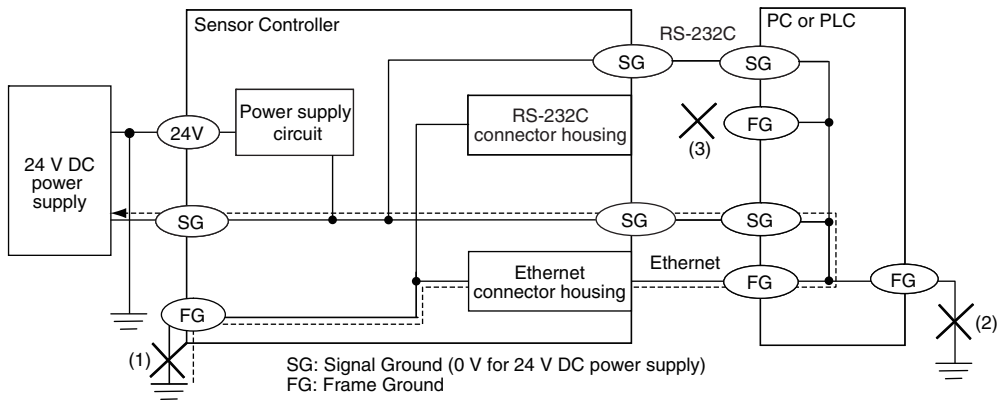 Sensor Controller
PC or PLC
RS-232C
SG
SG
24 V DC
power
supply
24V
Power supply
circuit
RS-232C
connector housing
FG
(3)
SG
SG
SG
Ethernet
connector housing
Ethernet
FG
FG
FG
(1)
(2)
SG: Signal Ground (0 V for 24 V DC power supply)
FG: Frame Ground